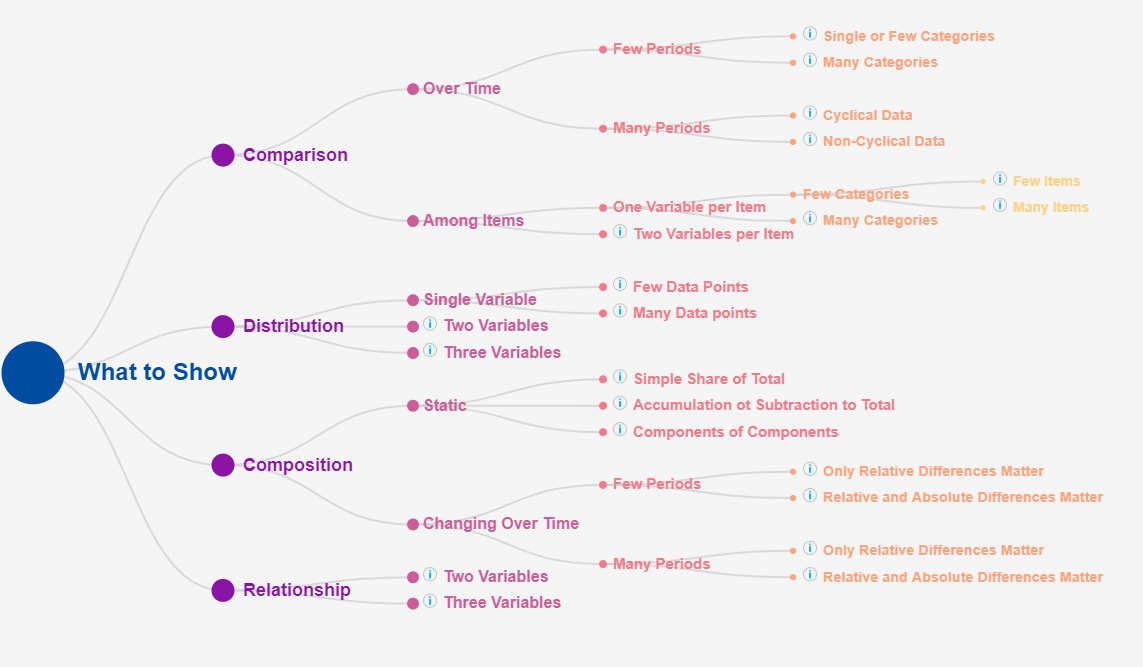 What to Show
Comparison
Over Time
Few Periods
Single or Few Categories
Many Categories
Many Periods
Cyclical Data
Non-Cyclical Data
Among Items
One Variable per Item
Few Categories
Few Items
Many Items
Many Categories
Two Variables per Item
Distribution
Single Variable
Few Data Points
Many Data points
Two Variables
Three Variables
Composition
Static
Simple Share of Total
Accumulation ot Subtraction to Total
Components of Components
Changing Over Time
Few Periods
Only Relative Differences Matter
Relative and Absolute Differences Matter
Many Periods
Only Relative Differences Matter
Relative and Absolute Differences Matter
Relationship
Two Variables
Three Variables